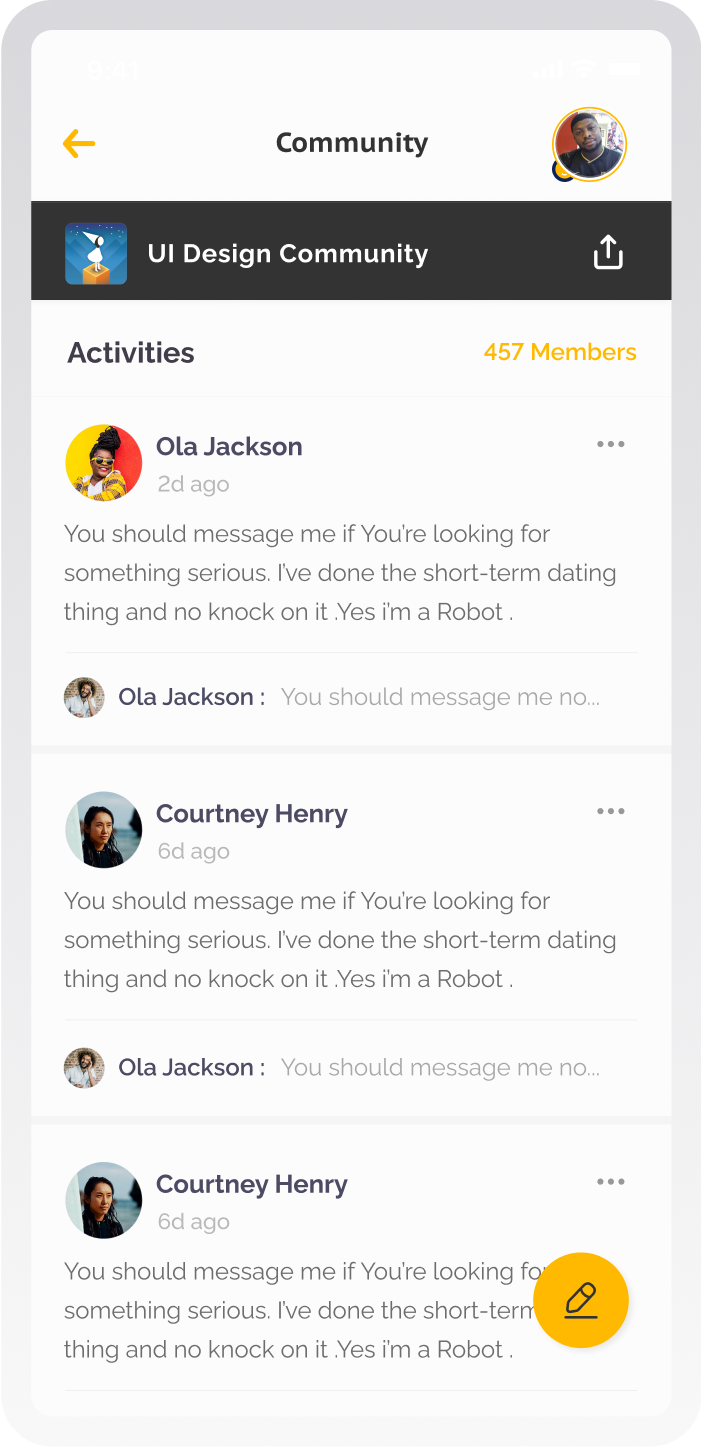 9:41
Community
UI Design Community
Activities
457 Members
Ola Jackson
2d ago
You should message me if You’re looking for
something serious. I’ve done the short-term dating
thing and no knock on it .Yes i’m a Robot .
Ola Jackson : You should message me no...
Courtney Henry
6d ago
You should message me if You’re looking for
something serious. I’ve done the short-term dating
thing and no knock on it .Yes i’m a Robot .
Ola Jackson : You should message me no...
Courtney Henry
6d ago
You should message me if You’re looking fo
something serious. I’ve done the short-term
thing and no knock on it .Yes i’m a Robot .